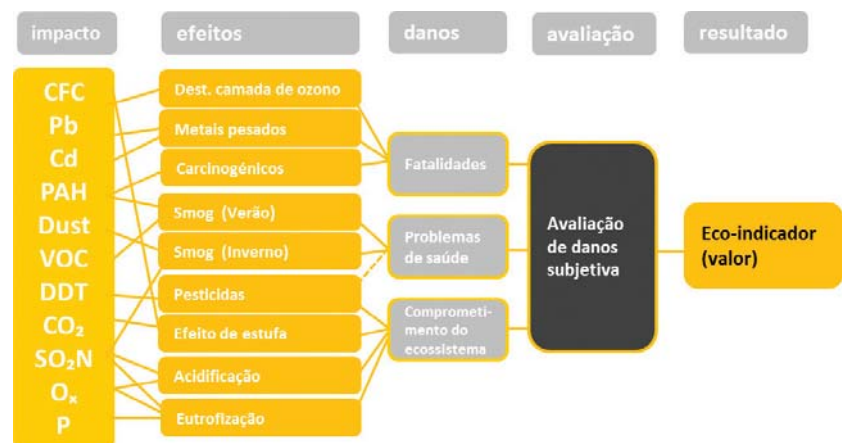 impacto
efeitos
danos
avaliação
resultado
CFC
Pb
Cd
PAH
Dust
VOC
DDT
CO₂
SO₂N
Oₓ
P
Dest. camada de ozono
Metais pesados
Carcinogénicos
Smog (Verão)
Smog (Inverno)
Pesticidas
Efeito de estufa
Acidificação
Eutrofização
Fatalidades
Problemas
de saúde
Comprometi-
mento do
ecossistema
Avaliação
de danos
subjetiva
Eco-indicador
(valor)